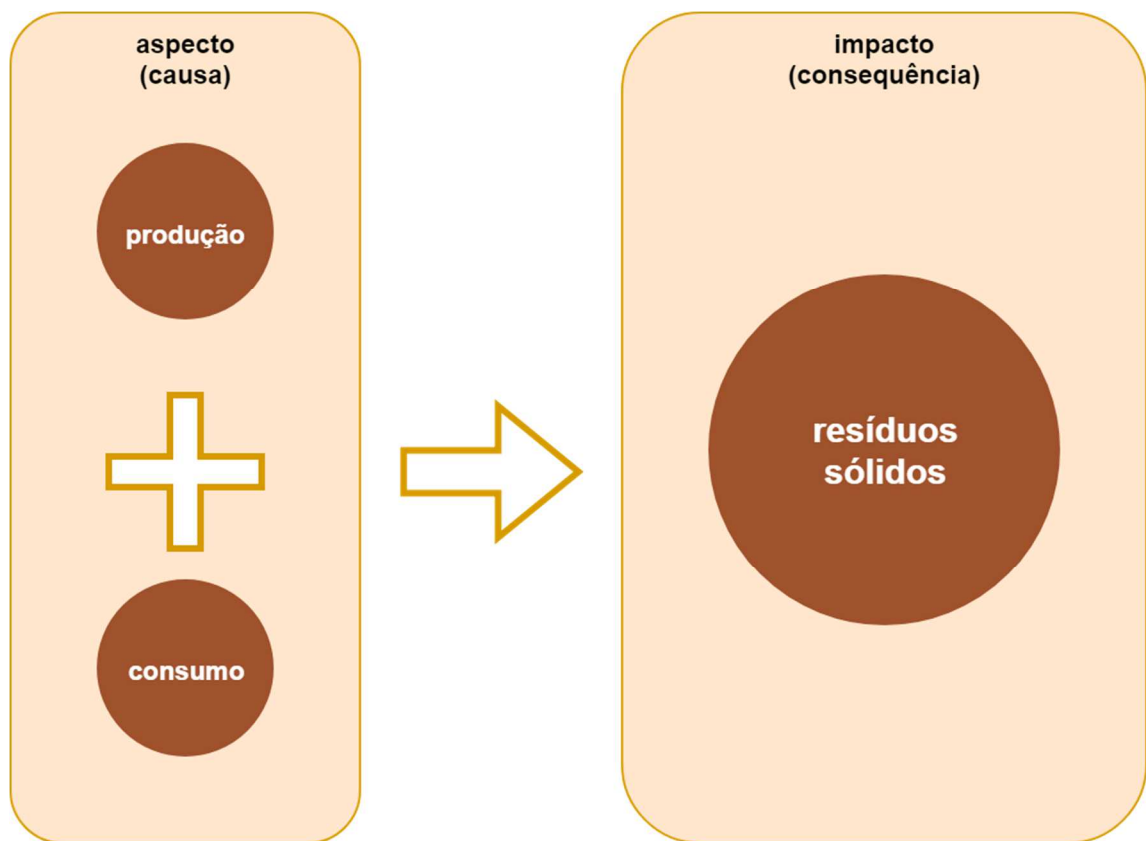 aspecto
(causa)
produção
consumo
impacto
(consequência)
resíduos
sólidos